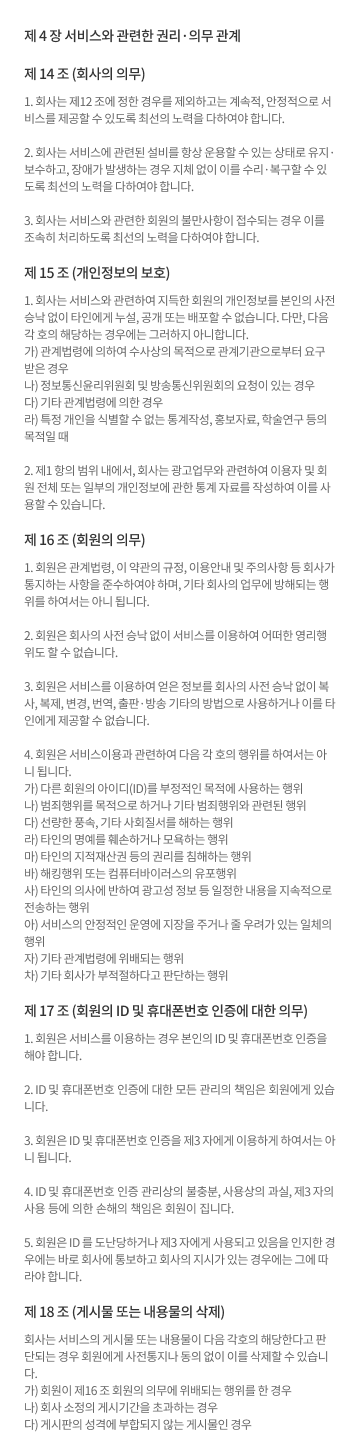 제 4 장 서비스와 관련한 권리·의무 관계
제 14 조 (회사의 의무)
1. 회사는 제12 조에 정한 경우를 제외하고는 계속적, 안정적으로 서
비스를 제공할 수 있도록 최선의 노력을 다하여야 합니다.
2. 회사는 서비스에 관련된 설비를 항상 운용할 수 있는 상태로 유지·
보수하고, 장애가 발생하는 경우 지체 없이 이를 수리·복구할 수 있
도록 최선의 노력을 다하여야 합니다.
3. 회사는 서비스와 관련한 회원의 불만사항이 접수되는 경우 이를
조속히 처리하도록 최선의 노력을 다하여야 합니다.
제 15 조 (개인정보의 보호)
1. 회사는 서비스와 관련하여 지득한 회원의 개인정보를 본인의 사전
승낙 없이 타인에게 누설, 공개 또는 배포할 수 없습니다. 다만, 다음
각 호의 해당하는 경우에는 그러하지 아니합니다.
가) 관계법령에 의하여 수사상의 목적으로 관계기관으로부터 요구
받은 경우
나) 정보통신윤리위원회 및 방송통신위원회의 요청이 있는 경우
다) 기타 관계법령에 의한 경우
라) 특정 개인을 식별할 수 없는 통계작성, 홍보자료, 학술연구 등의
목적일 때
2. 제1 항의 범위 내에서, 회사는 광고업무와 관련하여 이용자 및 회
원 전체 또는 일부의 개인정보에 관한 통계 자료를 작성하여 이를 사
용할 수 있습니다.
제 16 조 (회원의 의무)
1. 회원은 관계법령, 이 약관의 규정, 이용안내 및 주의사항 등 회사가
통지하는 사항을 준수하여야 하며, 기타 회사의 업무에 방해되는 행
위를 하여서는 아니 됩니다.
2. 회원은 회사의 사전 승낙 없이 서비스를 이용하여 어떠한 영리행
위도 할 수 없습니다.
3. 회원은 서비스를 이용하여 얻은 정보를 회사의 사전 승낙 없이 복
사, 복제, 변경, 번역, 출판·방송 기타의 방법으로 사용하거나 이를 타
인에게 제공할 수 없습니다.
4. 회원은 서비스이용과 관련하여 다음 각 호의 행위를 하여서는 아
니 됩니다.
가) 다른 회원의 아이디(ID)를 부정적인 목적에 사용하는 행위
나) 범죄행위를 목적으로 하거나 기타 범죄행위와 관련된 행위
다) 선량한 풍속, 기타 사회질서를 해하는 행위
라) 타인의 명예를 훼손하거나 모욕하는 행위
마) 타인의 지적재산권 등의 권리를 침해하는 행위
바) 해킹행위 또는 컴퓨터바이러스의 유포행위
사) 타인의 의사에 반하여 광고성 정보 등 일정한 내용을 지속적으로
전송하는 행위
아) 서비스의 안정적인 운영에 지장을 주거나 줄 우려가 있는 일체의
행위
자) 기타 관계법령에 위배되는 행위
차) 기타 회사가 부적절하다고 판단하는 행위
제 17 조 (회원의 ID 및 휴대폰번호 인증에 대한 의무)
1. 회원은 서비스를 이용하는 경우 본인의 ID 및 휴대폰번호 인증을
해야 합니다.
2. ID 및 휴대폰번호 인증에 대한 모든 관리의 책임은 회원에게 있습
니다.
3. 회원은 ID 및 휴대폰번호 인증을 제3 자에게 이용하게 하여서는 아
니 됩니다.
4. ID 및 휴대폰번호 인증 관리상의 불충분, 사용상의 과실, 제3 자의
사용 등에 의한 손해의 책임은 회원이 집니다.
5. 회원은 ID 를 도난당하거나 제3 자에게 사용되고 있음을 인지한 경
우에는 바로 회사에 통보하고 회사의 지시가 있는 경우에는 그에 따
라야 합니다.
제 18 조 (게시물 또는 내용물의 삭제)
회사는 서비스의 게시물 또는 내용물이 다음 각호의 해당한다고 판
단되는 경우 회원에게 사전통지나 동의 없이 이를 삭제할 수 있습니
다.
가) 회원이 제16 조 회원의 의무에 위배되는 행위를 한 경우
나) 회사 소정의 게시기간을 초과하는 경우
다) 게시판의 성격에 부합되지 않는 게시물인 경우